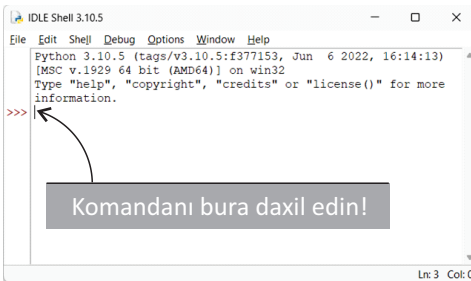 IDLE Shell 3.10.5
File Edit Shell Debug Options Window Help
Python 3.10.5 (tags/v3.10.5:f377153, Jun  6 2022, 16:14:13)
[MSC v.1929 64 bit (AMD64)] on win32
Type "help", "copyright", "credits" or "license()" for more
information.
>>>
Komandanı bura daxil edin!
Ln: 3 Col: 0